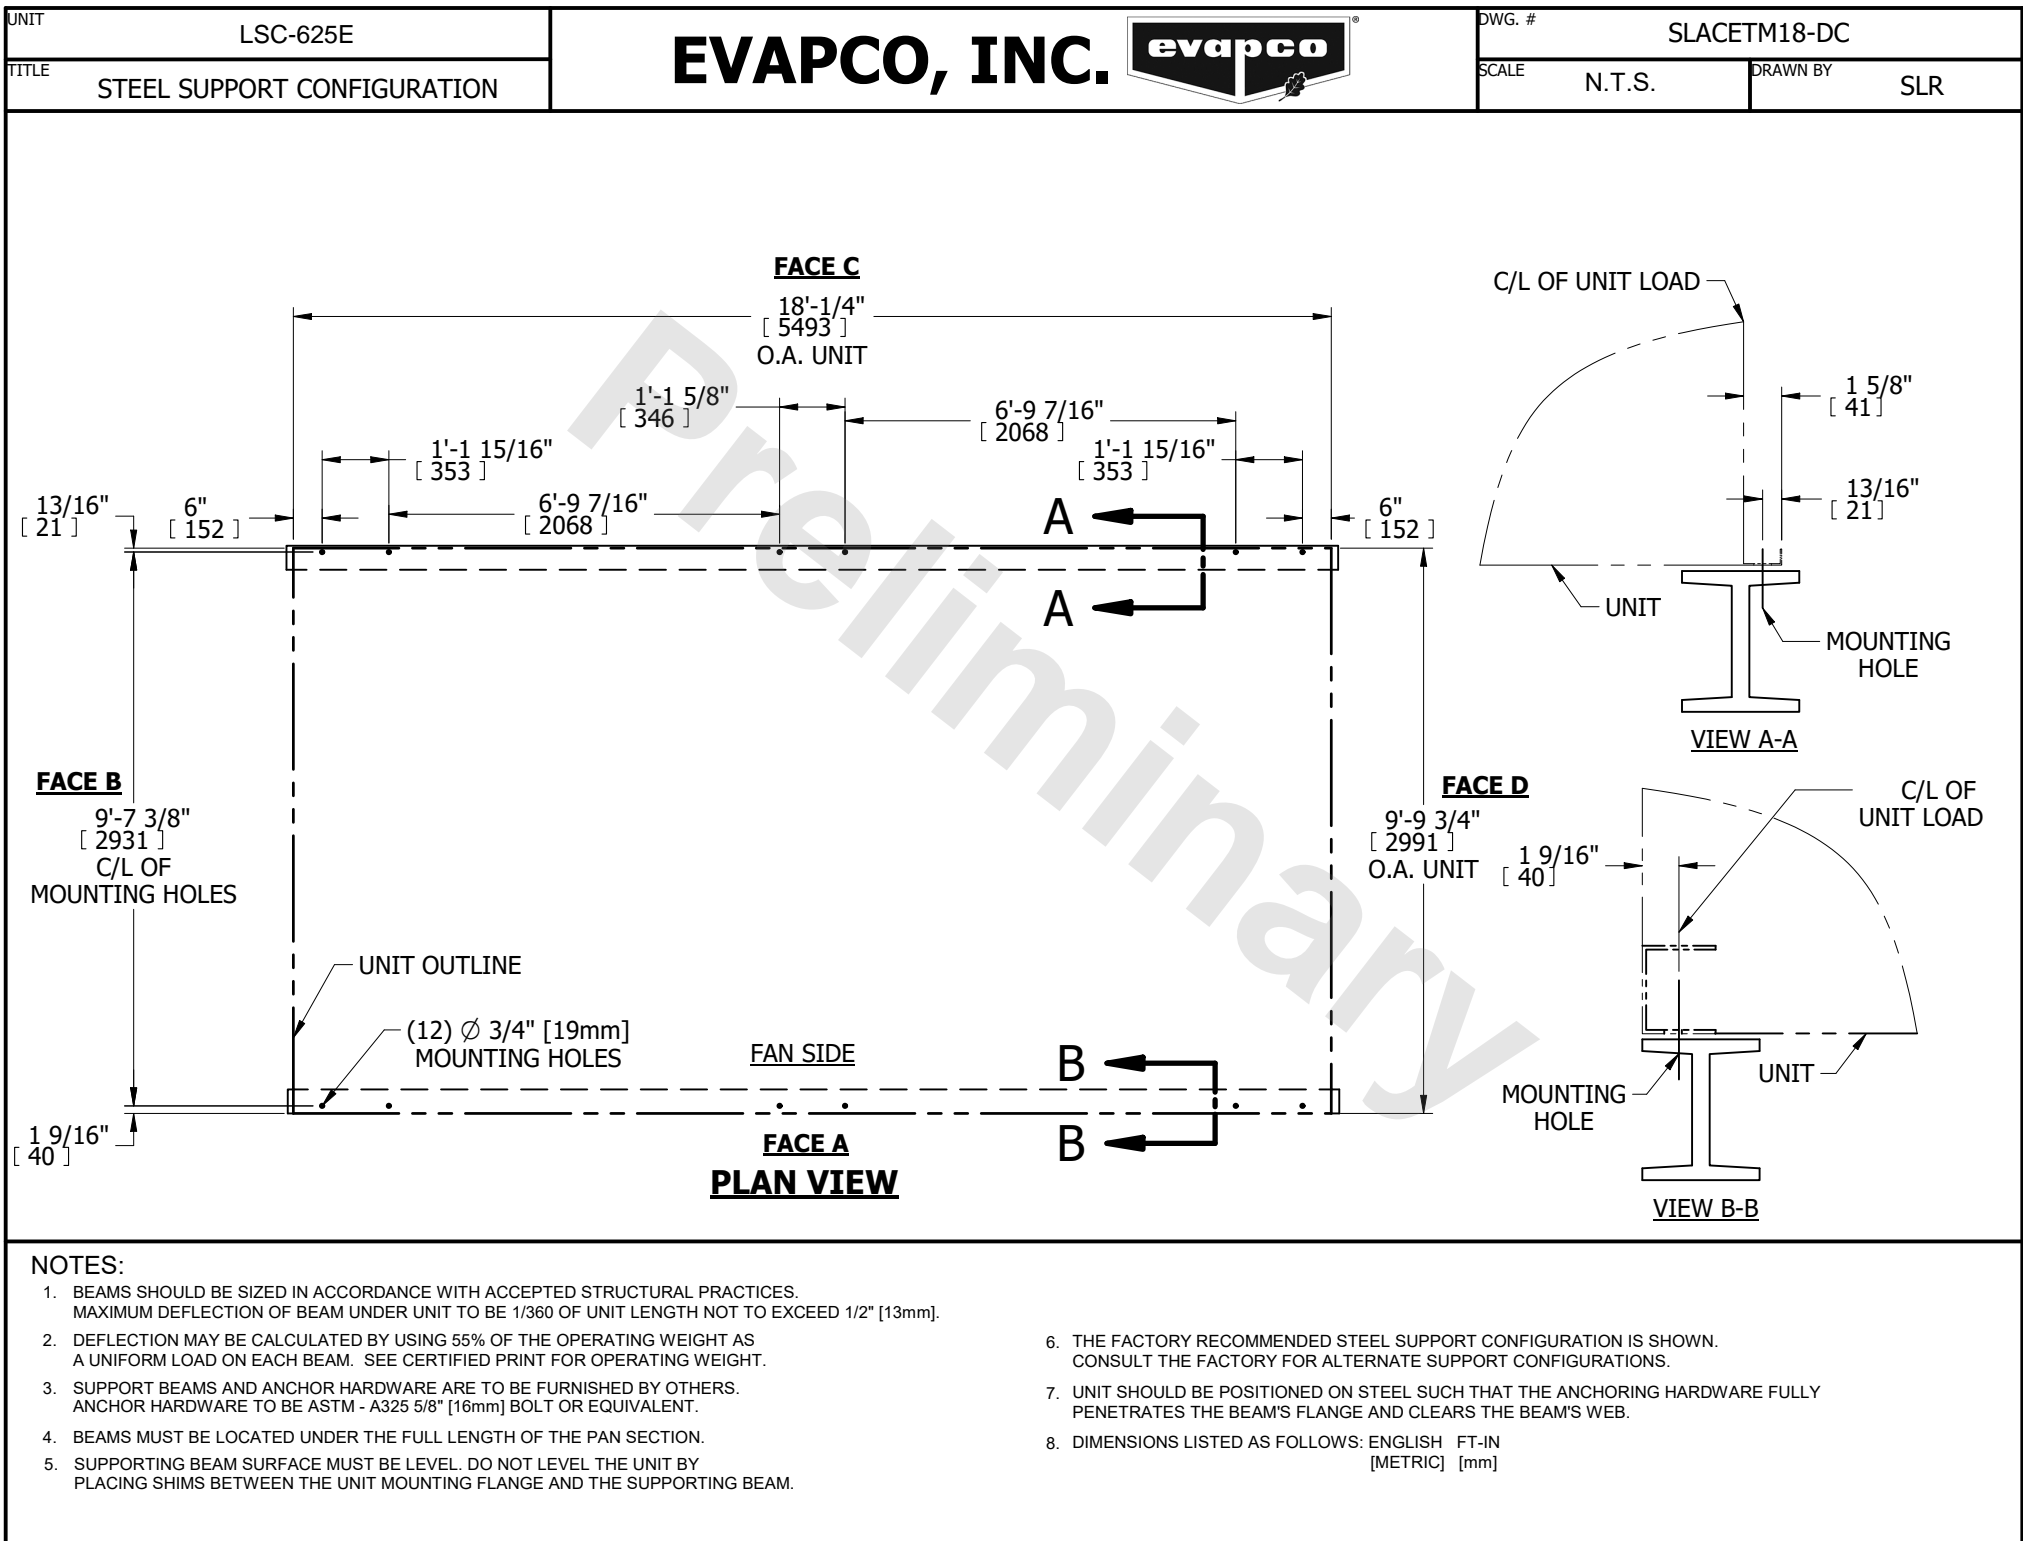 UNIT
LSC-625E
TITLE
STEEL SUPPORT CONFIGURATION
EVAPCO, INC.
evapco
®
DWG. #
SLACETM18-DC
SCALE
N.T.S.
DRAWN BY
SLR
FACE C
18'-1/4"
[ 5493 ]
O.A. UNIT
1'-1 5/8"
[ 346 ]
6'-9 7/16"
[ 2068 ]
1'-1 15/16"
[ 353 ]
1'-1 15/16"
[ 353 ]
13/16"
[ 21 ]
6"
[ 152 ]
6'-9 7/16"
[ 2068 ]
6"
[ 152 ]
A
A
FACE B
9'-7 3/8"
[ 2931 ]
C/L OF
MOUNTING HOLES
FACE D
9'-9 3/4"
[ 2991 ]
O.A. UNIT
UNIT OUTLINE
(12) Ø 3/4" [19mm]
MOUNTING HOLES
FAN SIDE
B
B
1 9/16"
[ 40 ]
FACE A
PLAN VIEW
Preliminary
C/L OF UNIT LOAD
1 5/8"
[ 41 ]
13/16"
[ 21 ]
UNIT
MOUNTING
HOLE
VIEW A-A
C/L OF
UNIT LOAD
1 9/16"
[ 40 ]
UNIT
MOUNTING
HOLE
VIEW B-B
NOTES:
1. BEAMS SHOULD BE SIZED IN ACCORDANCE WITH ACCEPTED STRUCTURAL PRACTICES.
MAXIMUM DEFLECTION OF BEAM UNDER UNIT TO BE 1/360 OF UNIT LENGTH NOT TO EXCEED 1/2" [13mm].
2. DEFLECTION MAY BE CALCULATED BY USING 55% OF THE OPERATING WEIGHT AS
A UNIFORM LOAD ON EACH BEAM. SEE CERTIFIED PRINT FOR OPERATING WEIGHT.
3. SUPPORT BEAMS AND ANCHOR HARDWARE ARE TO BE FURNISHED BY OTHERS.
ANCHOR HARDWARE TO BE ASTM - A325 5/8" [16mm] BOLT OR EQUIVALENT.
4. BEAMS MUST BE LOCATED UNDER THE FULL LENGTH OF THE PAN SECTION.
5. SUPPORTING BEAM SURFACE MUST BE LEVEL. DO NOT LEVEL THE UNIT BY
PLACING SHIMS BETWEEN THE UNIT MOUNTING FLANGE AND THE SUPPORTING BEAM.
6. THE FACTORY RECOMMENDED STEEL SUPPORT CONFIGURATION IS SHOWN.
CONSULT THE FACTORY FOR ALTERNATE SUPPORT CONFIGURATIONS.
7. UNIT SHOULD BE POSITIONED ON STEEL SUCH THAT THE ANCHORING HARDWARE FULLY
PENETRATES THE BEAM'S FLANGE AND CLEARS THE BEAM'S WEB.
8. DIMENSIONS LISTED AS FOLLOWS: ENGLISH FT-IN
[METRIC] [mm]